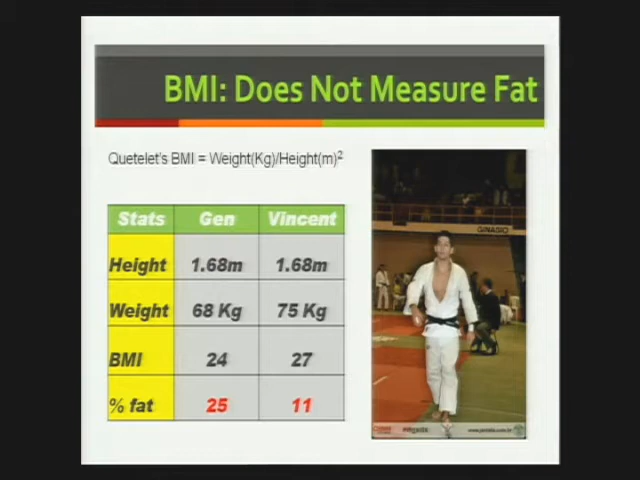 BMI: Does Not Measure Fat
Quetelet's BMI = Weight(Kg)/Height(m)²
Stats Gen Vincent
Height 1.68m 1.68m
Weight 68 Kg 75 Kg
BMI 24 27
% fat 25 11
GINASIO